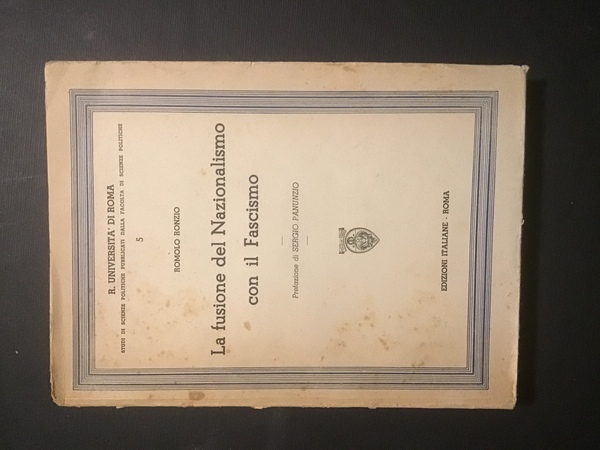 R. UNIVERSITA' DI ROMA
STUDI DI SCIENZE POLITICHE PUBBLICATI DALLA FACOLTÀ DI SCIENZE POLITICHE
5
ROMOLO RONZIO
La fusione del Nazionalismo
con il Fascismo
Prefazione di SERGIO PANUNZIO
EDIZIONI ITALIANE - ROMA